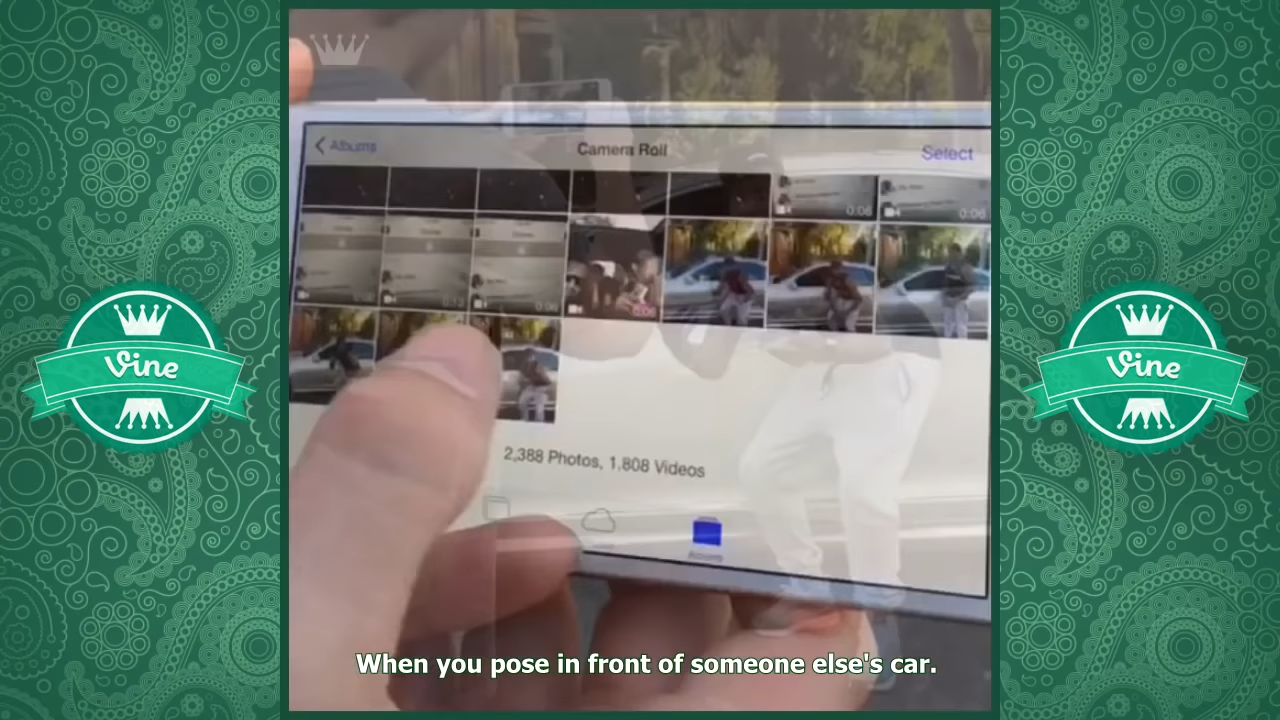 Albums
Camera Roll
Select
0:06
0:06
2,388 Photos, 1,808 Videos
Albums
Vine
Vine
When you pose in front of someone else's car.